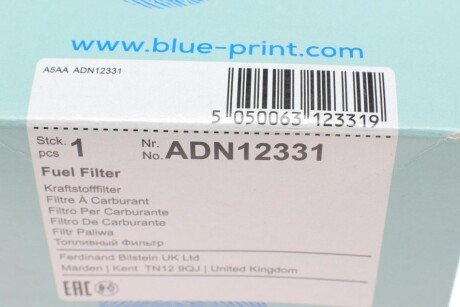 www.blue-print.com
A5AA ADN12331
5 050063 123319
Stck. pcs 1 Nr. No. ADN12331
Fuel Filter
Kraftstofffilter
Filtre À Carburant
Filtro Per Carburante
Filtro De Carburante
Filtr Paliwa
Топливный Фильтр
Ferdinand Bilstein UK Ltd
Marden | Kent TN12 9QJ | United Kingdom
EAC